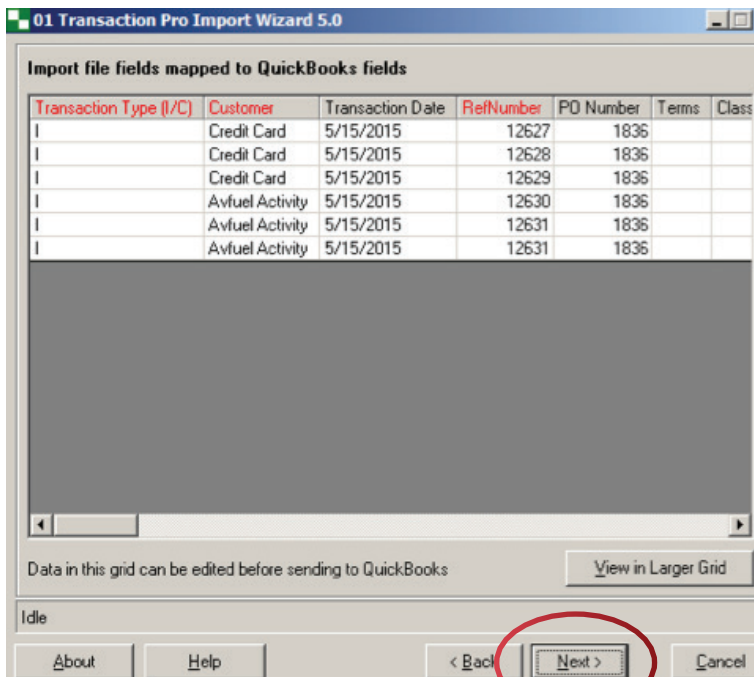 01 Transaction Pro Import Wizard 5.0
Import file fields mapped to QuickBooks fields
Transaction Type (I/C) Customer Transaction Date RefNumber PO Number Terms Class
I Credit Card 5/15/2015 12627 1836
I Credit Card 5/15/2015 12628 1836
I Credit Card 5/15/2015 12629 1836
I Avfuel Activity 5/15/2015 12630 1836
I Avfuel Activity 5/15/2015 12631 1836
I Avfuel Activity 5/15/2015 12631 1836
Data in this grid can be edited before sending to QuickBooks View in Larger Grid
Idle
About Help < Back Next > Cancel